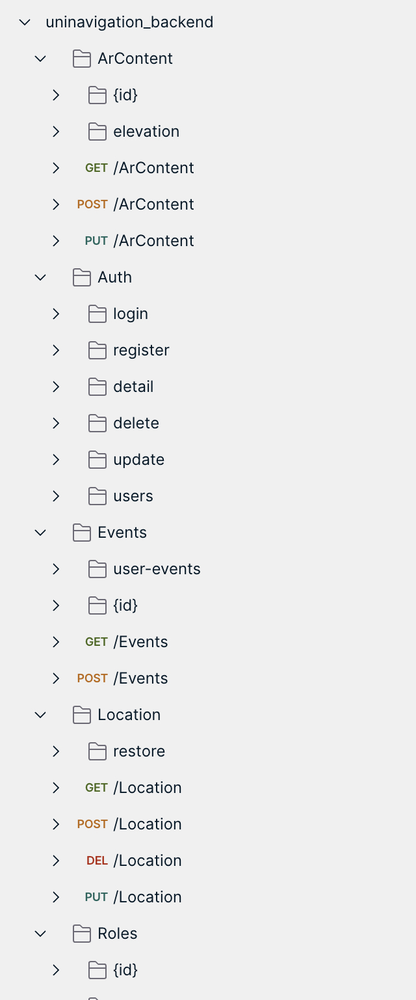 uninavigation_backend
ArContent
{id}
elevation
GET /ArContent
POST /ArContent
PUT /ArContent
Auth
login
register
detail
delete
update
users
Events
user-events
{id}
GET /Events
POST /Events
Location
restore
GET /Location
POST /Location
DEL /Location
PUT /Location
Roles
{id}